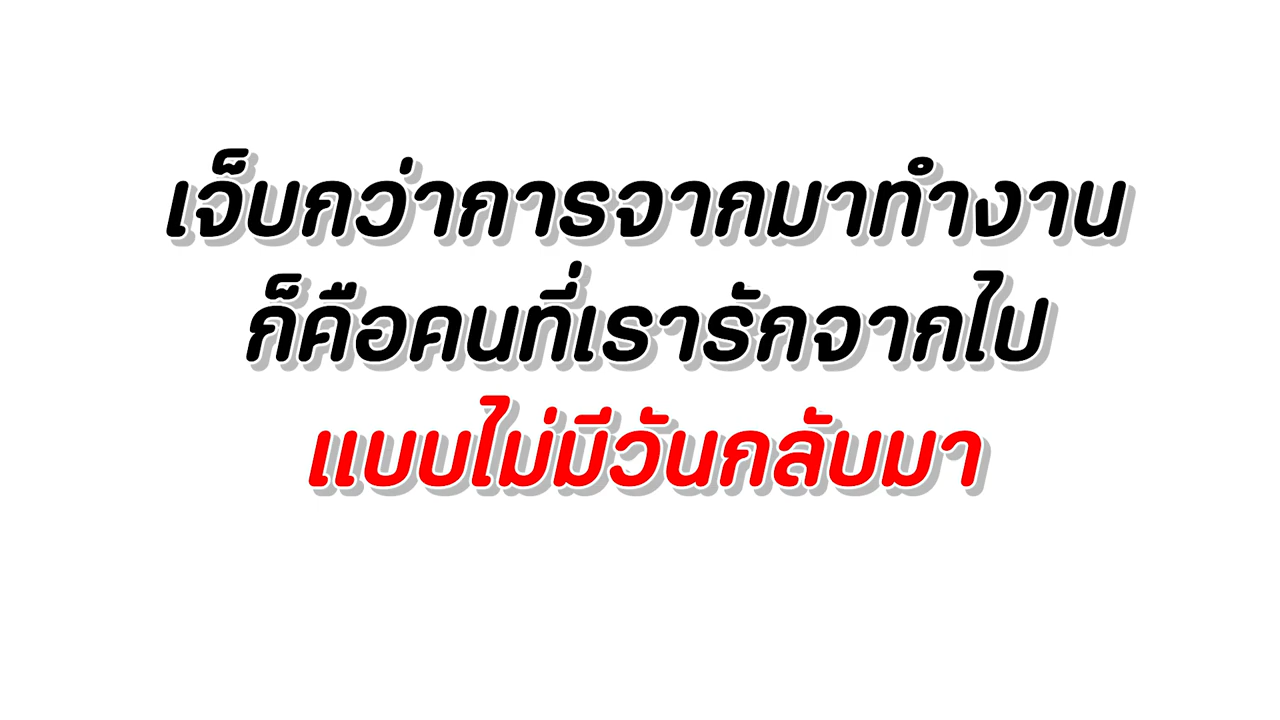 เจ็บกว่าการจากมาทำงาน
ก็คือคนที่เรารักจากไป
แบบไม่มีวันกลับมา